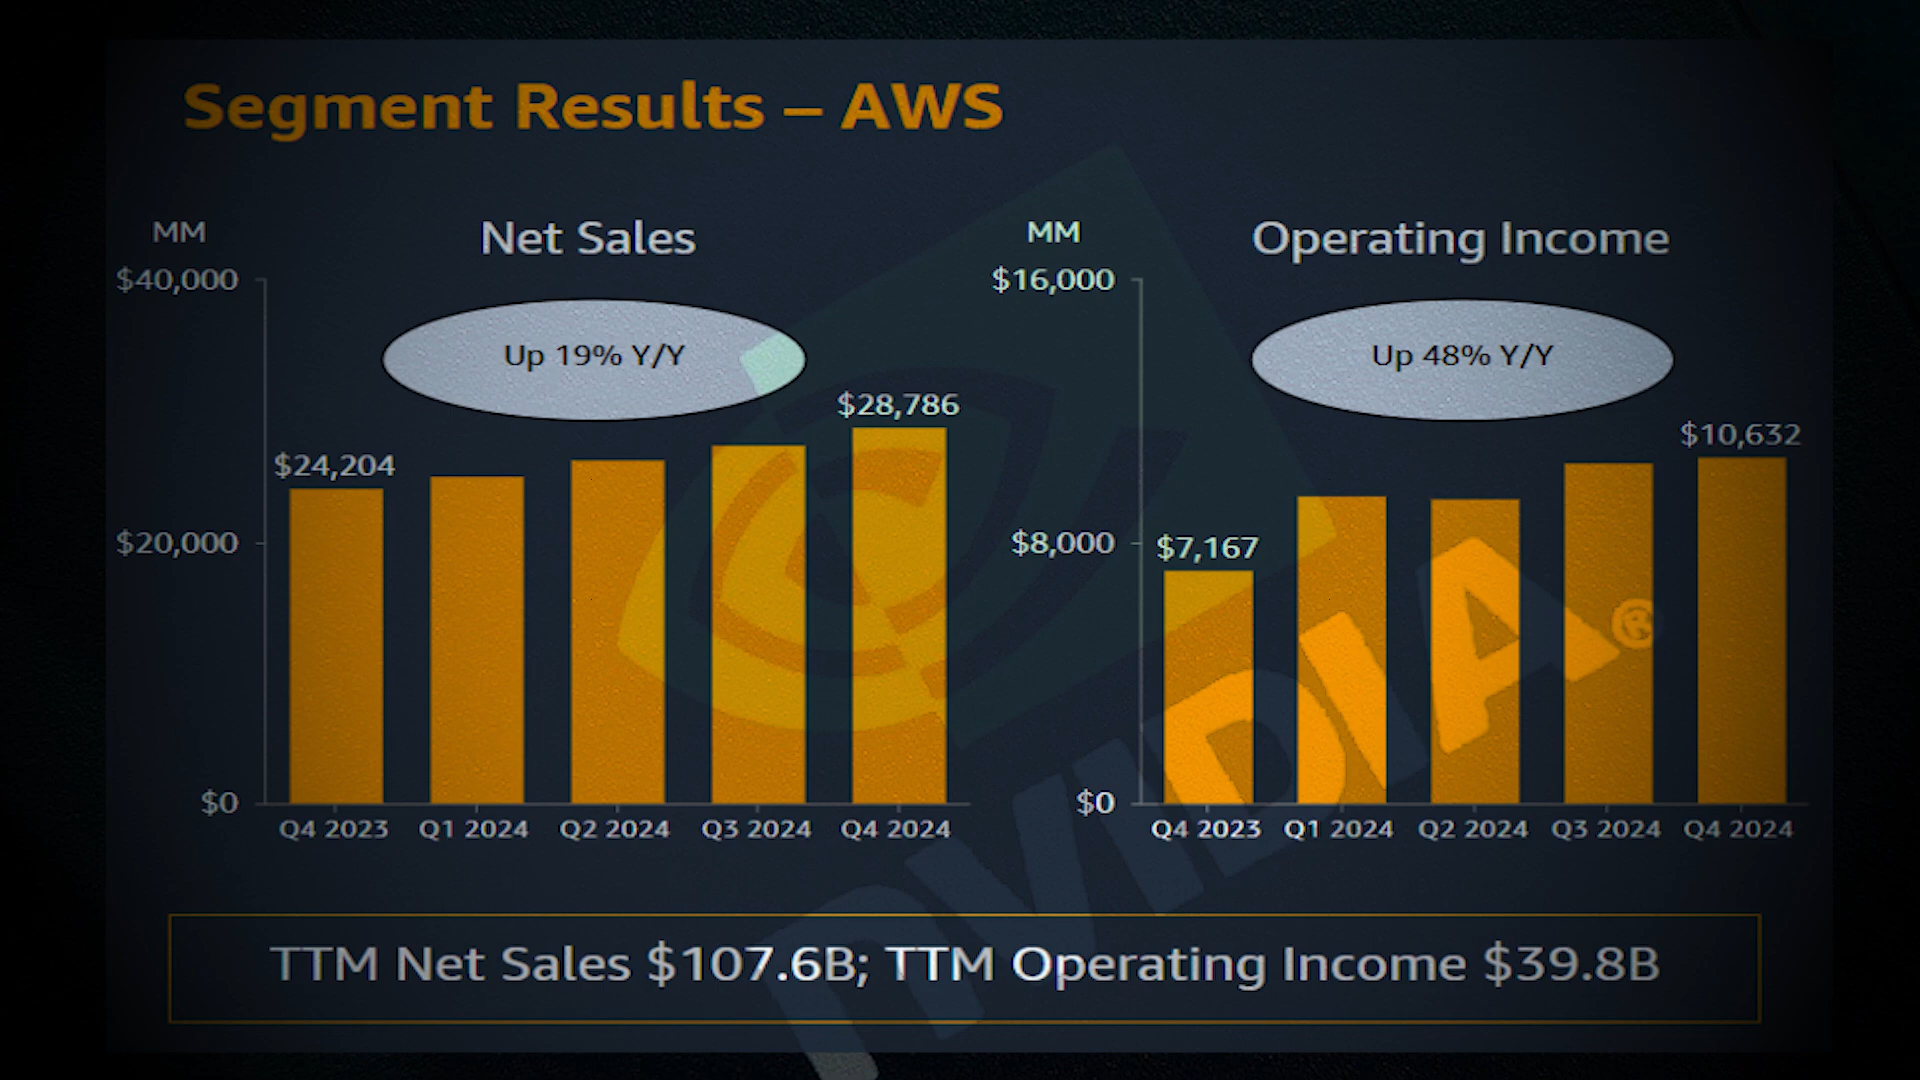 Segment Results – AWS
MM
Net Sales
$40,000
Up 19% Y/Y
$28,786
$24,204
$20,000
$0
Q4 2023 Q1 2024 Q2 2024 Q3 2024 Q4 2024
MM
Operating Income
$16,000
Up 48% Y/Y
$10,632
$8,000
$7,167
$0
Q4 2023 Q1 2024 Q2 2024 Q3 2024 Q4 2024
NVIDIA®
TTM Net Sales $107.6B; TTM Operating Income $39.8B